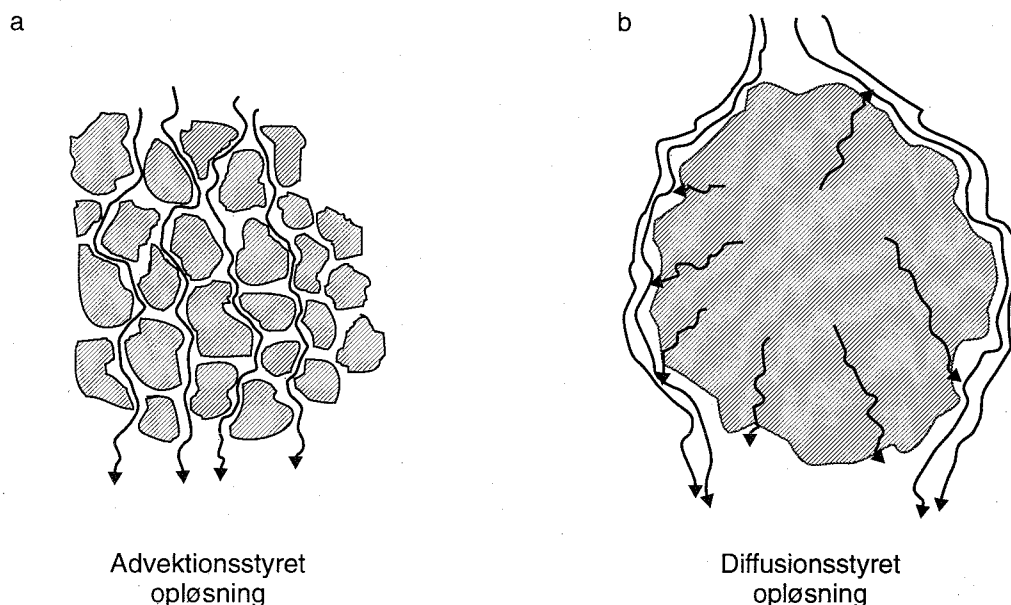 a
b
Advektionsstyret
opløsning
Diffusionsstyret
opløsning